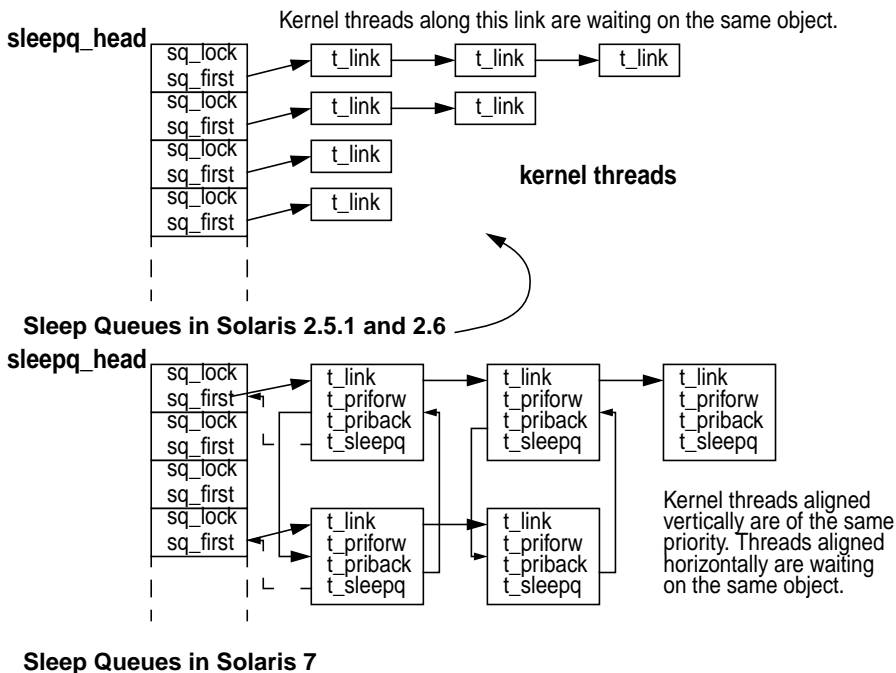 Kernel threads along this link are waiting on the same object.
sleepq_head
sq_lock
sq_first
t_link
t_link
t_link
sq_lock
sq_first
t_link
t_link
sq_lock
sq_first
t_link
sq_lock
sq_first
t_link
kernel threads
Sleep Queues in Solaris 2.5.1 and 2.6
sleepq_head
sq_lock
sq_first
sq_lock
sq_first
sq_lock
sq_first
sq_lock
sq_first
t_link
t_priforw
t_priback
t_sleepq
t_link
t_priforw
t_priback
t_sleepq
t_link
t_priforw
t_priback
t_sleepq
t_link
t_priforw
t_priback
t_sleepq
t_link
t_priforw
t_priback
t_sleepq
Kernel threads aligned
vertically are of the same
priority. Threads aligned
horizontally are waiting
on the same object.
Sleep Queues in Solaris 7